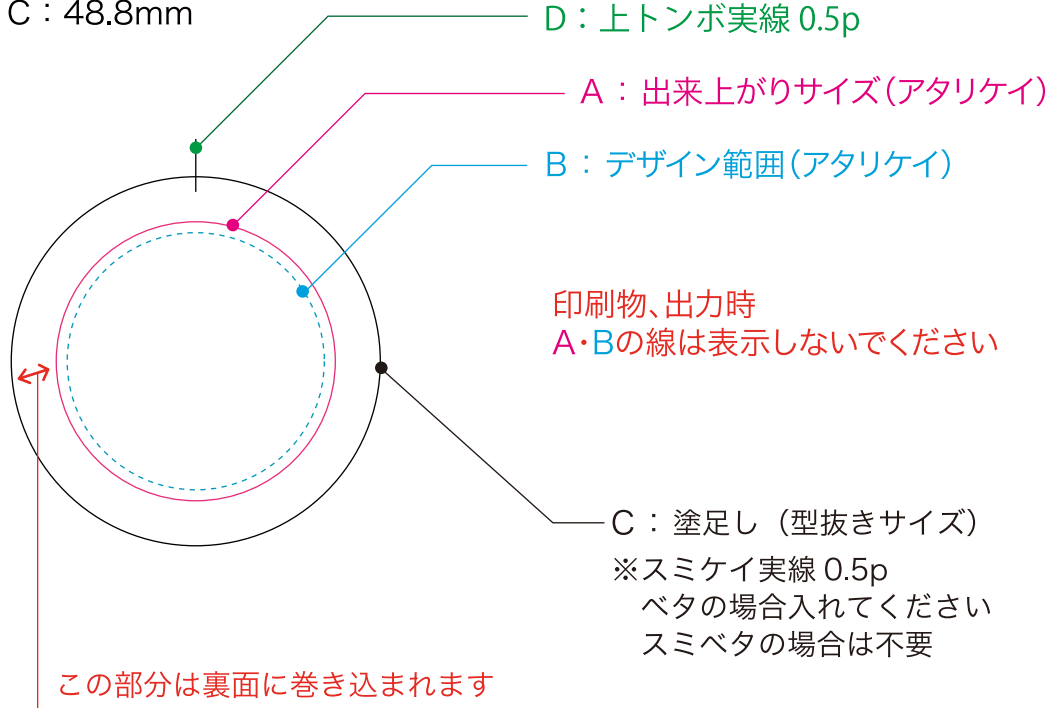 C：48.8mm
D：上トンボ実線 0.5p
A：出来上がりサイズ（アタリケイ）
B：デザイン範囲（アタリケイ）
印刷物、出力時
A・Bの線は表示しないでください
C：塗足し（型抜きサイズ）
※スミケイ実線 0.5p
ベタの場合入れてください
スミベタの場合は不要
この部分は裏面に巻き込まれます